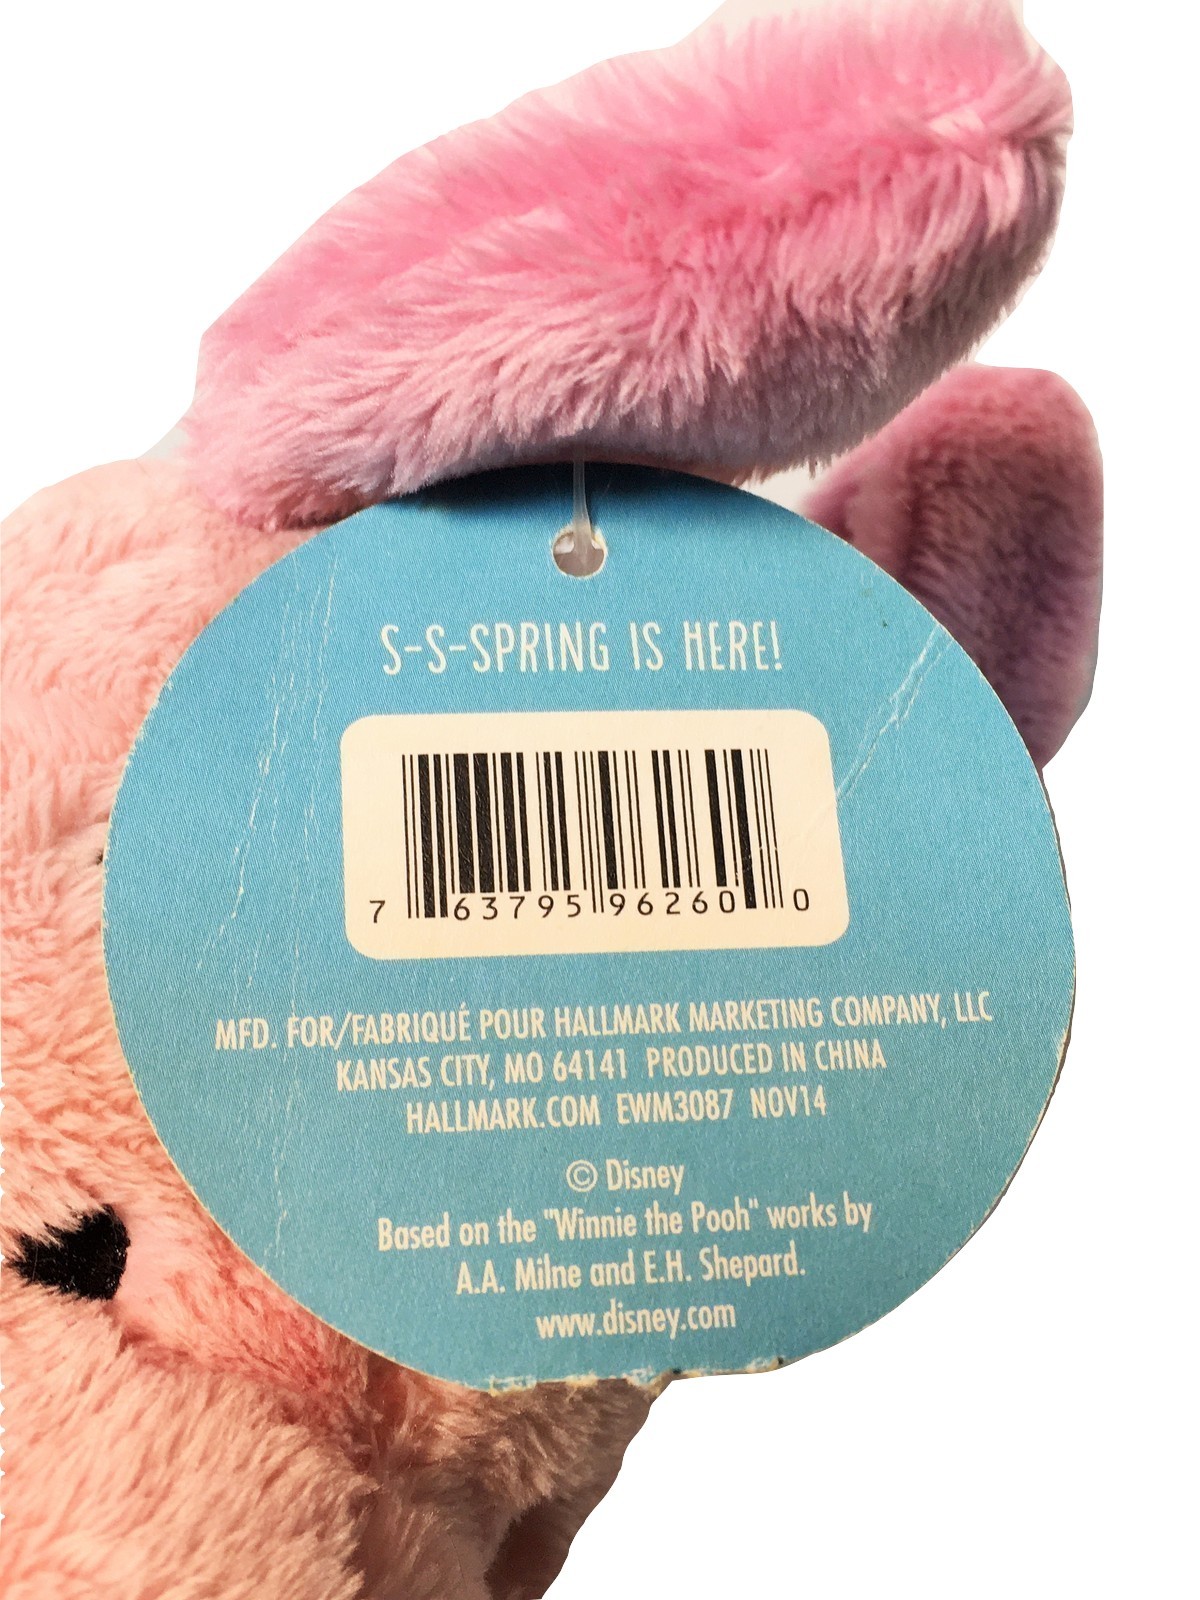 S-S-SPRING IS HERE!
7 63795 96260 0
MFD. FOR/FABRIQUÉ POUR HALLMARK MARKETING COMPANY, LLC
KANSAS CITY, MO 64141 PRODUCED IN CHINA
HALLMARK.COM EWM3087 NOV14
© Disney
Based on the "Winnie the Pooh" works by
A.A. Milne and E.H. Shepard.
www.disney.com